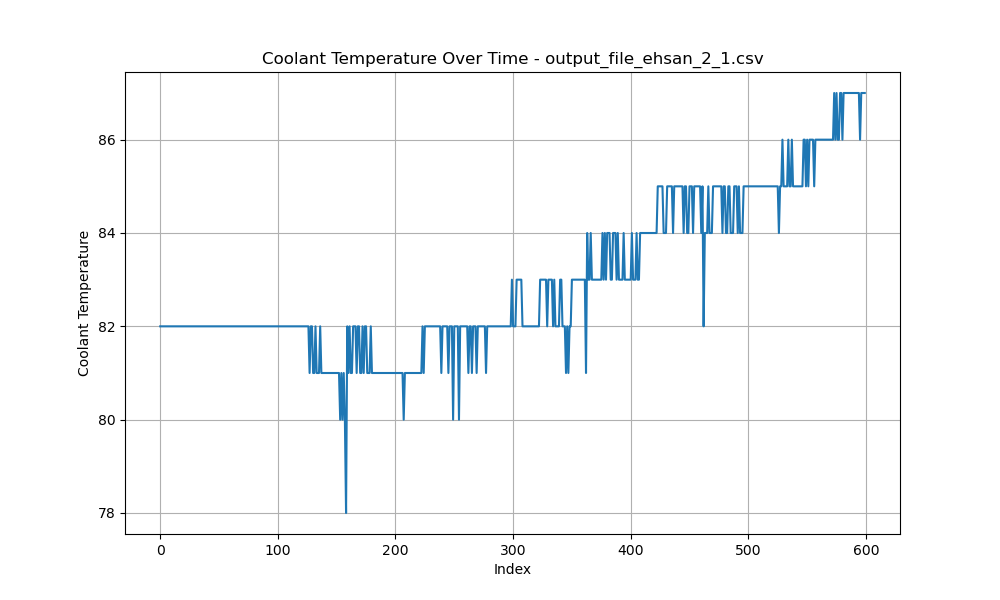 Coolant Temperature Over Time - output_file_ehsan_2_1.csv
Coolant Temperature
86
84
82
80
78
0 100 200 300 400 500 600
Index